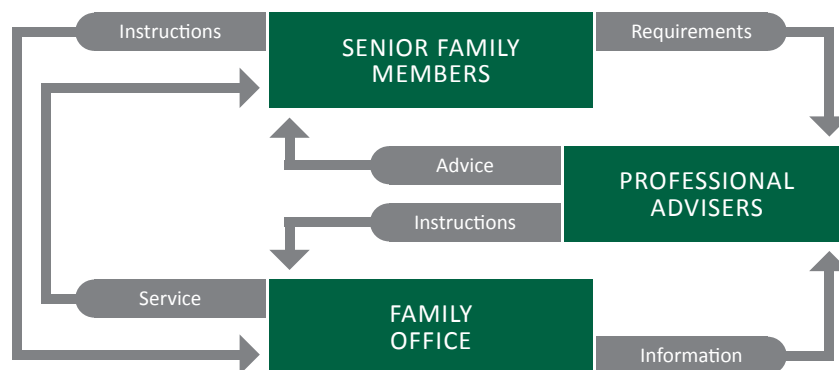 Instructions
SENIOR FAMILY
MEMBERS
Requirements
Advice
PROFESSIONAL
ADVISERS
Instructions
Service
FAMILY
OFFICE
Information